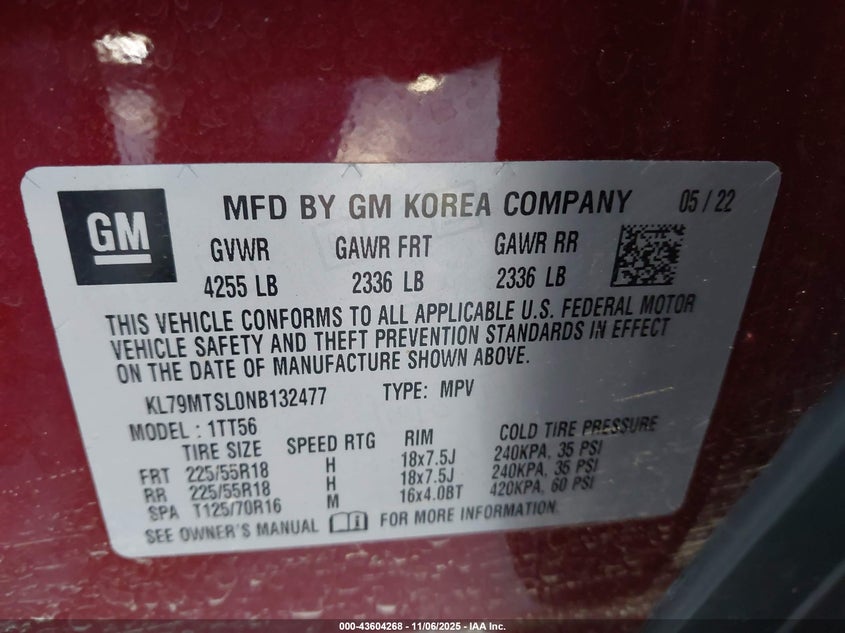 GM
MFD BY GM KOREA COMPANY 05 / 22
GVWR GAWR FRT GAWR RR
4255 LB 2336 LB 2336 LB
THIS VEHICLE CONFORMS TO ALL APPLICABLE U.S. FEDERAL MOTOR
VEHICLE SAFETY AND THEFT PREVENTION STANDARDS IN EFFECT
ON THE DATE OF MANUFACTURE SHOWN ABOVE.
KL79MTSL0NB132477 TYPE: MPV
MODEL : 1TT56
TIRE SIZE SPEED RTG RIM COLD TIRE PRESSURE
FRT 225/55R18 H 18x7.5J 240KPA, 35 PSI
RR 225/55R18 H 18x7.5J 240KPA, 35 PSI
SPA T125/70R16 M 16x4.0BT 420KPA, 60 PSI
SEE OWNER'S MANUAL FOR MORE INFORMATION.
000-43604268 - 11/06/2025 - IAA Inc.